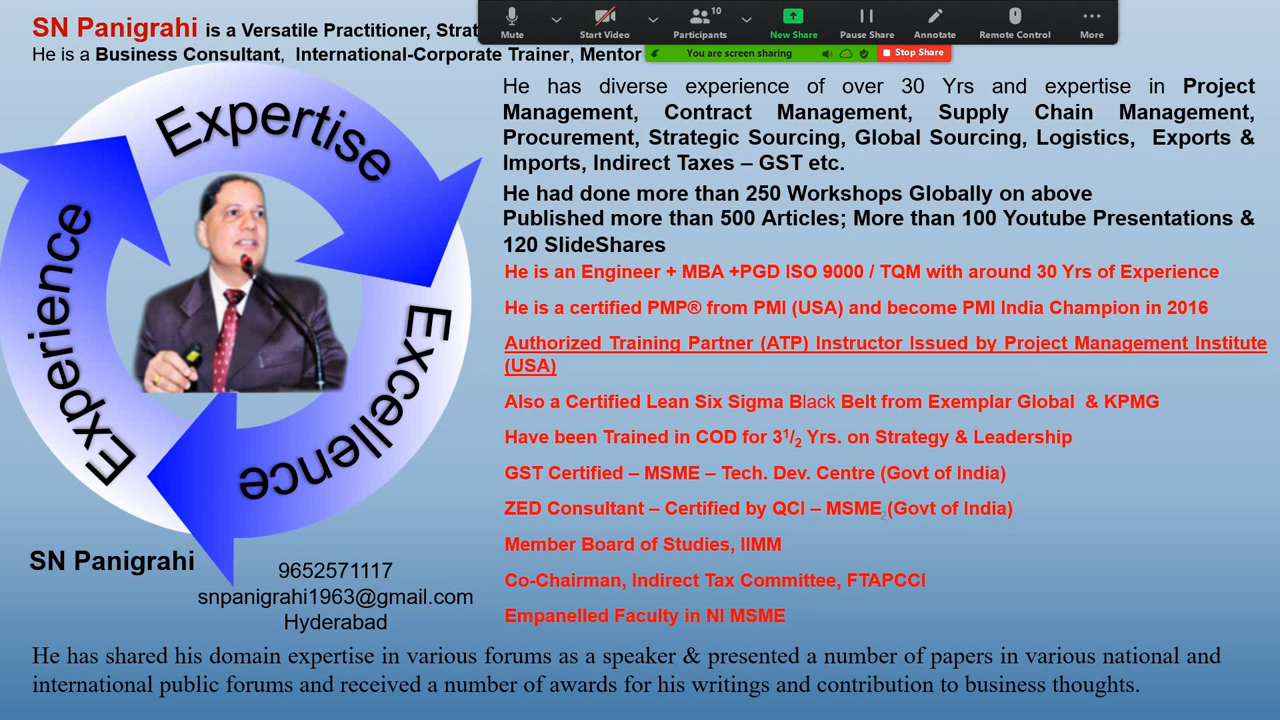 SN Panigrahi is a Versatile Practitioner, Strat
He is a Business Consultant, International-Corporate Trainer, Mentor
Mute
Start Video
10
Participants
New Share
Pause Share
Annotate
Remote Control
More
You are screen sharing
Stop Share
Expertise
Excellence
Experience
He has diverse experience of over 30 Yrs and expertise in Project
Management, Contract Management, Supply Chain Management,
Procurement, Strategic Sourcing, Global Sourcing, Logistics, Exports &
Imports, Indirect Taxes – GST etc.
He had done more than 250 Workshops Globally on above
Published more than 500 Articles; More than 100 Youtube Presentations &
120 SlideShares
He is an Engineer + MBA +PGD ISO 9000 / TQM with around 30 Yrs of Experience
He is a certified PMP® from PMI (USA) and become PMI India Champion in 2016
Authorized Training Partner (ATP) Instructor Issued by Project Management Institute
(USA)
Also a Certified Lean Six Sigma Black Belt from Exemplar Global & KPMG
Have been Trained in COD for 3 1/2 Yrs. on Strategy & Leadership
GST Certified – MSME – Tech. Dev. Centre (Govt of India)
ZED Consultant – Certified by QCI – MSME (Govt of India)
Member Board of Studies, IIMM
Co-Chairman, Indirect Tax Committee, FTAPCCI
Empanelled Faculty in NI MSME
SN Panigrahi
9652571117
snpanigrahi1963@gmail.com
Hyderabad
He has shared his domain expertise in various forums as a speaker & presented a number of papers in various national and
international public forums and received a number of awards for his writings and contribution to business thoughts.